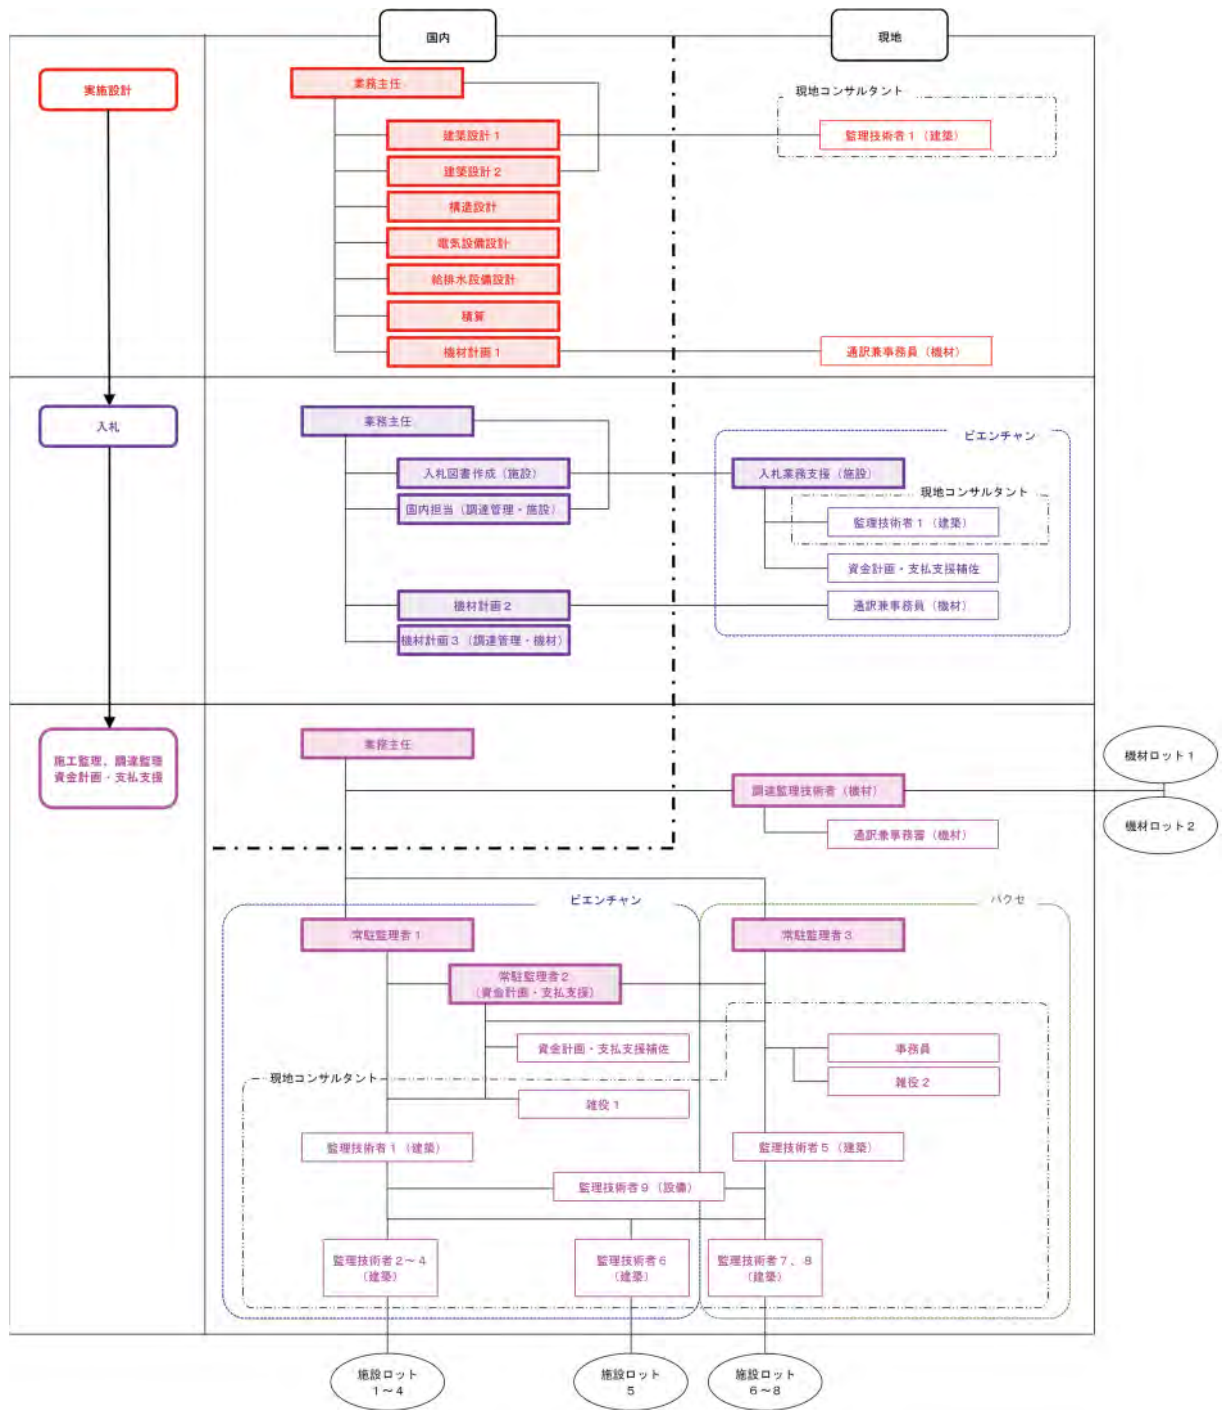 国内
現地
実施設計
業務主任
現地コンサルタント
建築設計1
監理技術者1（建築）
建築設計2
構造設計
電気設備設計
給排水設備設計
積算
機材計画1
通訳兼事務員（機材）
入札
業務主任
ビエンチャン
入札図書作成（施設）
入札業務支援（施設）
現地コンサルタント
国内担当（調達管理・施設）
監理技術者1（建築）
資金計画・支払支援補佐
機材計画2
通訳兼事務員（機材）
機材計画3（調達管理・機材）
施工監理、調達監理
資金計画・支払支援
業務主任
機材ロット1
調達監理技術者（機材）
機材ロット2
通訳兼事務審（機材）
ビエンチャン
パクセ
常駐監理者1
常駐監理者3
常駐監理者2
（資金計画・支払支援）
資金計画・支払支援補佐
事務員
現地コンサルタント
雑役2
雑役1
監理技術者1（建築）
監理技術者5（建築）
監理技術者9（設備）
監理技術者2～4
（建築）
監理技術者6
（建築）
監理技術者7、8
（建築）
施設ロット
1～4
施設ロット
5
施設ロット
6～8